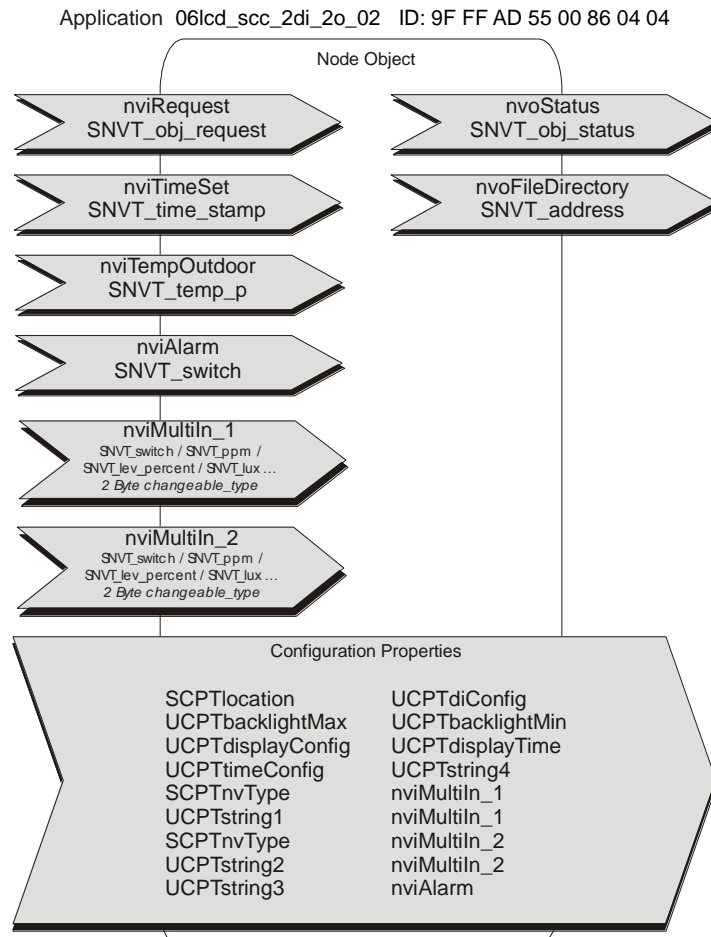 Application 06lcd_scc_2di_2o_02 ID: 9F FF AD 55 00 86 04 04
Node Object
nviRequest
SNVT_obj_request
nvoStatus
SNVT_obj_status
nviTimeSet
SNVT_time_stamp
nvoFileDirectory
SNVT_address
nviTempOutdoor
SNVT_temp_p
nviAlarm
SNVT_switch
nviMultiIn_1
SNVT_switch / SNVT_ppm /
SNVT_lev_percent / SNVT_lux ...
2 Byte changeable_type
nviMultiIn_2
SNVT_switch / SNVT_ppm /
SNVT_lev_percent / SNVT_lux ...
2 Byte changeable_type
Configuration Properties
SCPTlocation UCPTdiConfig
UCPTbacklightMax UCPTbacklightMin
UCPTdisplayConfig UCPTdisplayTime
UCPTtimeConfig UCPTstring4
SCPTnvType nviMultiIn_1
UCPTstring1 nviMultiIn_1
SCPTnvType nviMultiIn_2
UCPTstring2 nviMultiIn_2
UCPTstring3 nviAlarm